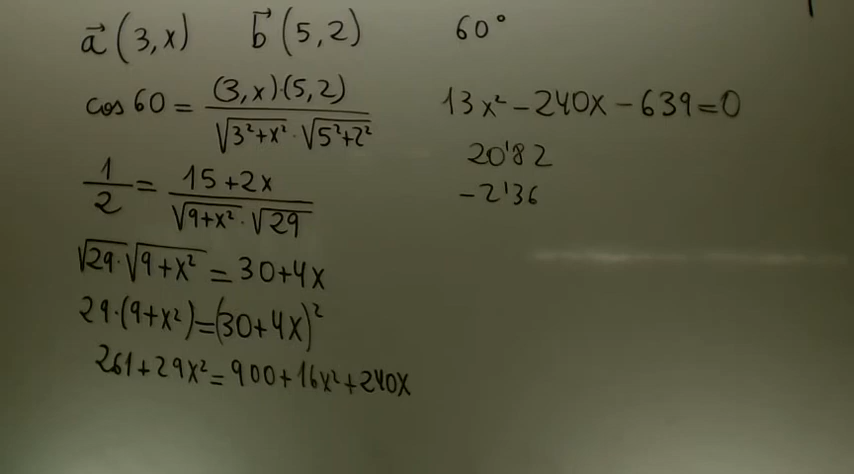 a⃗ (3,x) b⃗ (5,2) 60°
cos 60 = (3,x)·(5,2) / √(3²+x²) · √(5²+2²)
1/2 = 15+2x / √(9+x²) · √29
√29 · √(9+x²) = 30+4x
29·(9+x²)=(30+4x)²
261+29x²=900+16x²+240x
13x²-240x-639=0
20'82
-2'36